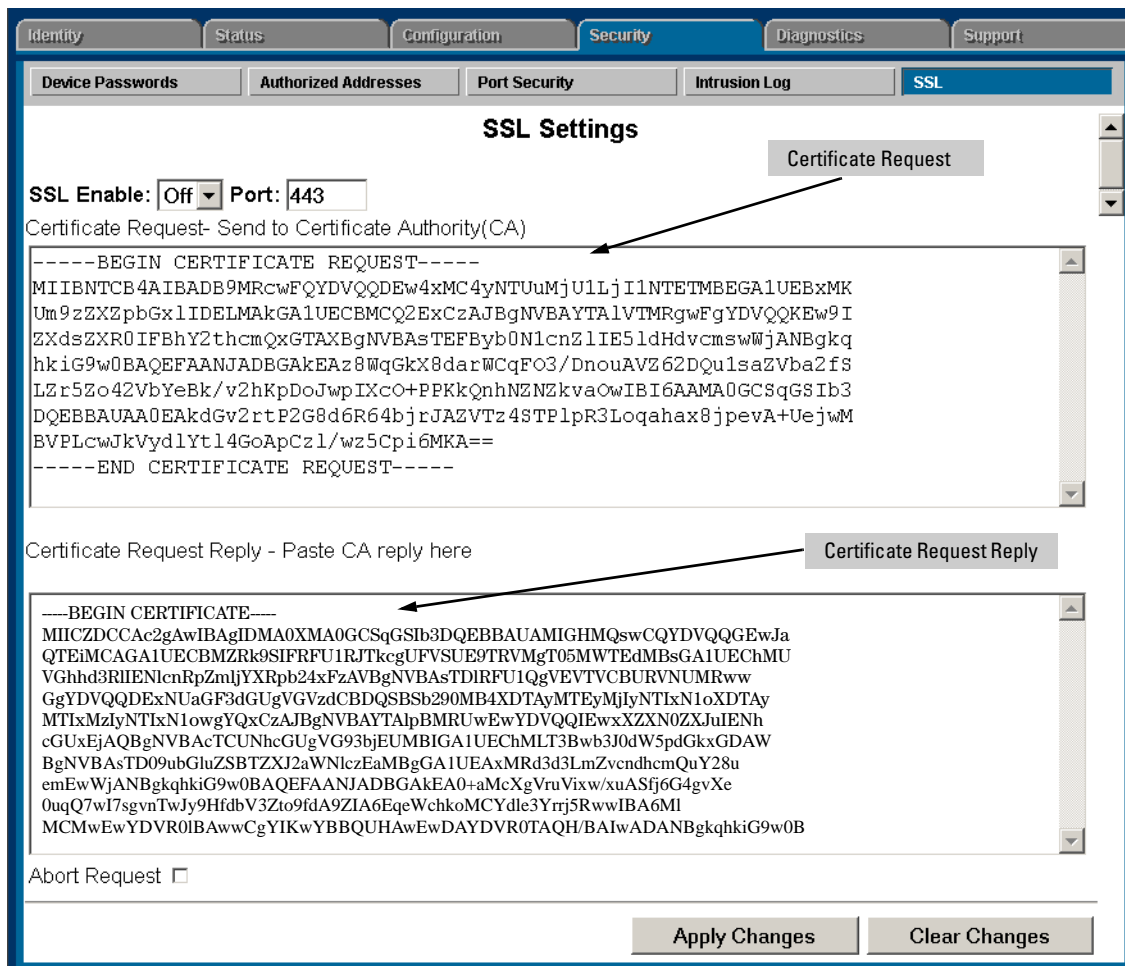 Identity Status Configuration Security Diagnostics Support
Device Passwords Authorized Addresses Port Security Intrusion Log SSL
SSL Settings
Certificate Request
SSL Enable: Off Port: 443
Certificate Request- Send to Certificate Authority(CA)
-----BEGIN CERTIFICATE REQUEST-----
MIIBNTCB4AIBADB9MRcwFQYDVQQDEw4xMC4yNTUuMjU1LjI1NTETMBEGA1UEBxMK
Um9zZXZpbGxlIDELMAkGA1UECBMCQ2ExCzAJBgNVBAYTAlVTMRgwFgYDVQQKEw9I
ZXdsZXR0IFBhY2thcmQxGTAXBgNVBAsTEFByb0N1cnZlIE5ldHdvcmswWjANBgkq
hkiG9w0BAQEFAANJADBGAkEAz8WqGkX8darWCqFO3/DnouAVZ62DQu1saZVba2fS
LZr5Zo42VbYeBk/v2hKpDoJwpIXcO+PPKkQnhNZNZkvaOwIBI6AAMA0GCSqGSIb3
DQEBBAUAA0EAkdGv2rtP2G8d6R64bjrJAZVTz4STPlpR3Loqahax8jpevA+UejwM
BVPLcwJkVydlYtl4GoApCzl/wz5Cpi6MKA==
-----END CERTIFICATE REQUEST-----
Certificate Request Reply - Paste CA reply here
Certificate Request Reply
-----BEGIN CERTIFICATE-----
MIICZDCCAc2gAwIBAgIDMA0XMA0GCSqGSIb3DQEBBAUAMIGHMQswCQYDVQQGEwJa
QTEiMCAGA1UECBMZRk9SIFRFU1RJTkcgUFVSUE9TRVMgT05MWTEdMBsGA1UEChMU
VGhhd3RlIENlcnRpZmljYXRpb24xFzAVBgNVBAsTDlRFU1QgVEVTVCBURVNUMRww
GgYDVQQDExNUaGF3dGUgVGVzdCBDQSBSb290MB4XDTAyMTEyMjIyNTIxN1oXDTAy
MTIxMzIyNTIxN1owgYQxCzAJBgNVBAYTAlpBMRUwEwYDVQQIEwxXZXN0ZXJuIENh
cGUxEjAQBgNVBAcTCUNhcGUgVG93bjEUMBIGA1UEChMLT3Bwb3J0dW5pdGkxGDAW
BgNVBAsTD09ubGluZSBTZXJ2aWNlczEaMBgGA1UEAxMRd3d3LmZvcndhcmQuY28u
emEwWjANBgkqhkiG9w0BAQEFAANJADBGAkEA0+aMcXgVruVixw/xuASfj6G4gvXe
0uqQ7wI7sgvnTwJy9HfdbV3Zto9fdA9ZIA6EqeWchkoMCYdle3Yrrj5RwwIBA6Ml
MCMwEwYDVR0lBAwwCgYIKwYBBQUHAwEwDAYDVR0TAQH/BAIwADANBgkqhkiG9w0B
Abort Request
Apply Changes Clear Changes